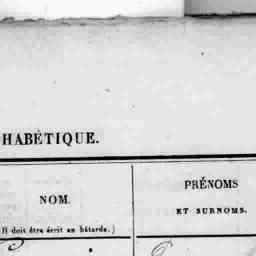 HABÉTIQUE.
NOM.
Il doit être écrit en bâtarde.)
PRÉNOMS
ET SURNOMS.